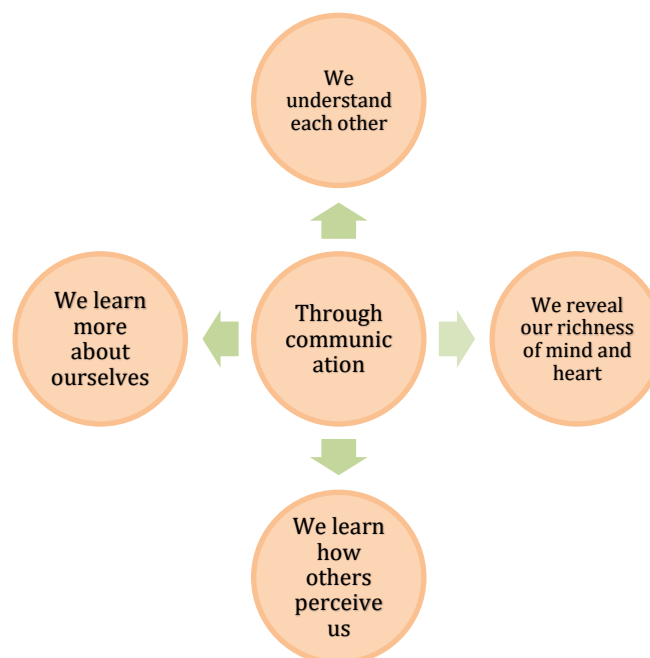 We
understand
each other
We learn
more
about
ourselves
Through
communic
ation
We reveal
our richness
of mind and
heart
We learn
how
others
perceive
us